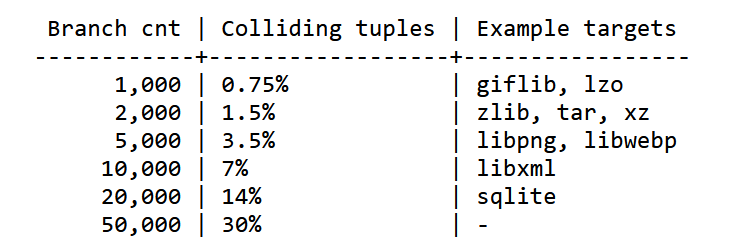 Branch cnt | Colliding tuples | Example targets
------------+------------------+-----------------
1,000 | 0.75% | giflib, lzo
2,000 | 1.5% | zlib, tar, xz
5,000 | 3.5% | libpng, libwebp
10,000 | 7% | libxml
20,000 | 14% | sqlite
50,000 | 30% | -